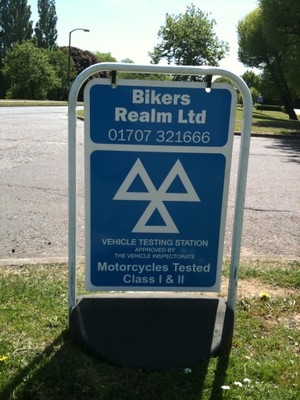 Bikers
Realm Ltd
01707 321666
VEHICLE TESTING STATION
APPROVED BY
THE VEHICLE INSPECTORATE
Motorcycles Tested
Class I & II